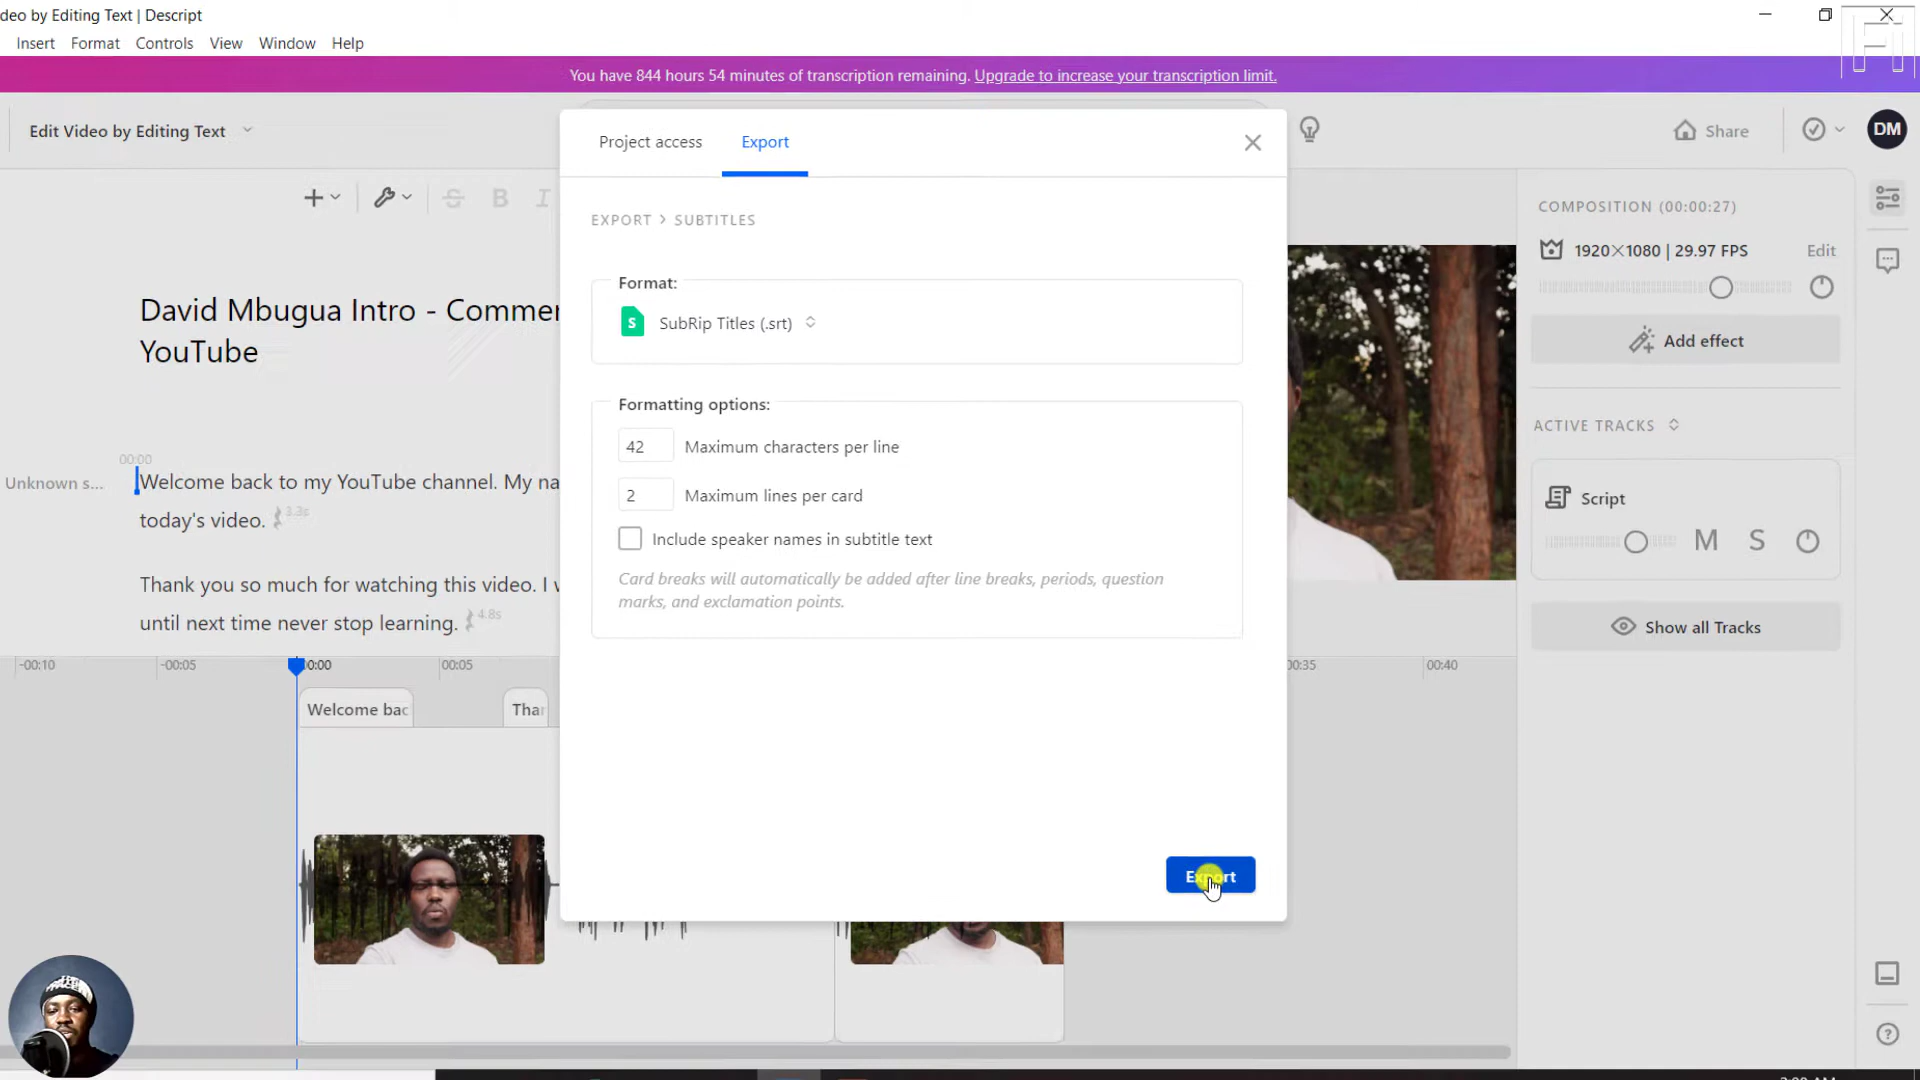 deo by Editing Text | Descript
Insert Format Controls View Window Help
You have 844 hours 54 minutes of transcription remaining. Upgrade to increase your transcription limit.
Edit Video by Editing Text
Project access Export
Share
DM
B I
EXPORT > SUBTITLES
COMPOSITION (00:00:27)
1920×1080 | 29.97 FPS Edit
Format:
SubRip Titles (.srt)
Add effect
David Mbugua Intro - Commer
YouTube
Formatting options:
42 Maximum characters per line
2 Maximum lines per card
Include speaker names in subtitle text
Card breaks will automatically be added after line breaks, periods, question
marks, and exclamation points.
ACTIVE TRACKS
Script
M S
Show all Tracks
00:00
Unknown s...
Welcome back to my YouTube channel. My na
today's video. 3.3s
Thank you so much for watching this video. I w
until next time never stop learning. 4.8s
-00:10 -00:05 00:00 00:05 00:35 00:40
Welcome bac Than
Export